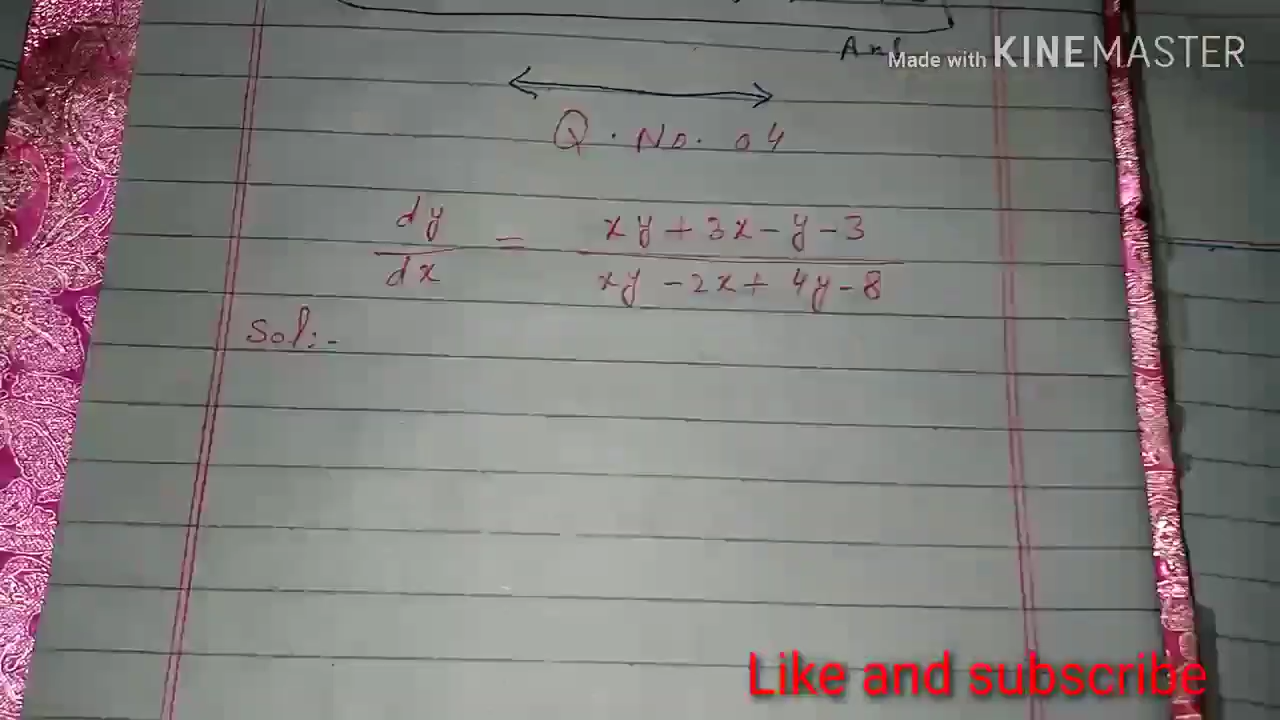 Made with KINEMASTER
Q. No. 04
dy/dx = xy+3x-y-3/xy-2x+4y-8
Sol:-
Like and subscribe